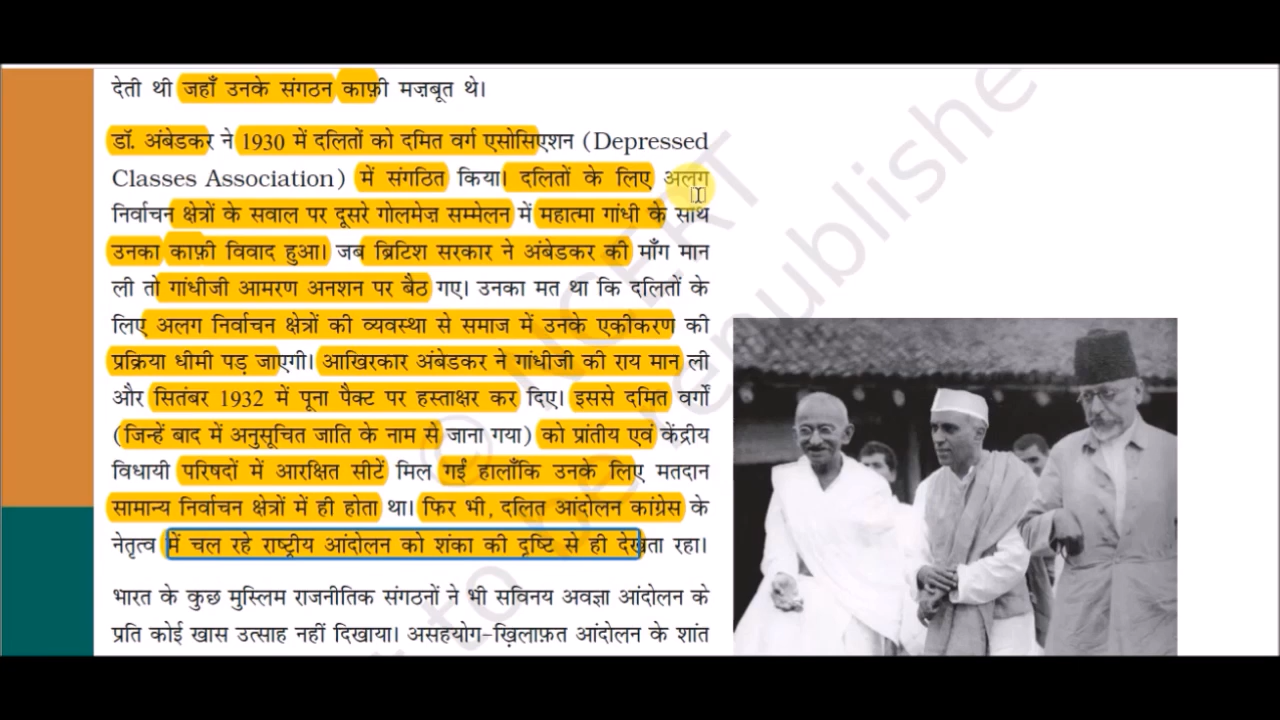 देती थी जहाँ उनके संगठन काफ़ी मज़बूत थे।
डॉ. अंबेडकर ने 1930 में दलितों को दमित वर्ग एसोसिएशन (Depressed
Classes Association) में संगठित किया। दलितों के लिए अलग
निर्वाचन क्षेत्रों के सवाल पर दूसरे गोलमेज सम्मेलन में महात्मा गांधी के साथ
उनका काफ़ी विवाद हुआ। जब ब्रिटिश सरकार ने अंबेडकर की माँग मान
ली तो गांधीजी आमरण अनशन पर बैठ गए। उनका मत था कि दलितों के
लिए अलग निर्वाचन क्षेत्रों की व्यवस्था से समाज में उनके एकीकरण की
प्रक्रिया धीमी पड़ जाएगी। आखिरकार अंबेडकर ने गांधीजी की राय मान ली
और सितंबर 1932 में पूना पैक्ट पर हस्ताक्षर कर दिए। इससे दमित वर्गों
(जिन्हें बाद में अनुसूचित जाति के नाम से जाना गया) को प्रांतीय एवं केंद्रीय
विधायी परिषदों में आरक्षित सीटें मिल गईं हालाँकि उनके लिए मतदान
सामान्य निर्वाचन क्षेत्रों में ही होता था। फिर भी, दलित आंदोलन कांग्रेस के
नेतृत्व में चल रहे राष्ट्रीय आंदोलन को शंका की दृष्टि से ही देखता रहा।
भारत के कुछ मुस्लिम राजनीतिक संगठनों ने भी सविनय अवज्ञा आंदोलन के
प्रति कोई खास उत्साह नहीं दिखाया। असहयोग-ख़िलाफ़त आंदोलन के शांत
© NCERT
to be republishe